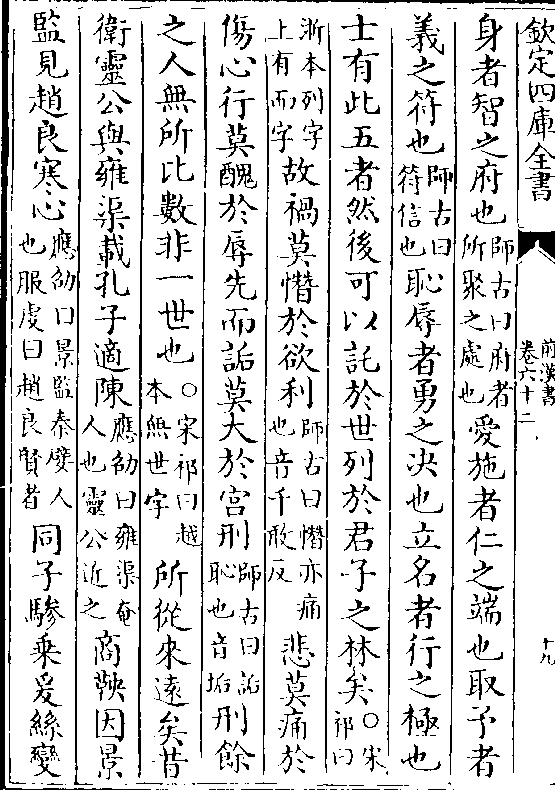 欽定四庫全書
前漢書
卷六十二
十九
身者智之府也師古曰府者所聚之處也愛施者仁之端也取予者
義之符也師古曰符信也恥辱者勇之决也立名者行之極也
士有此五者然後可以託於世列於君子之林矣○宋祁曰
浙本列字上有而字故禍莫憯於欲利師古曰憯亦痛也音千敢反悲莫痛於
傷心行莫醜於辱先而詬莫大於宫刑師古曰詬恥也音垢刑餘
之人無所比數非一世也○宋祁曰越本無世字所從來遠矣昔
衛靈公與雍渠載孔子適陳應劭曰雍渠奄人也靈公近之商鞅因景
監見趙良寒心應劭曰景監秦嬖人也服虔曰趙良賢者同子驂乘爰絲變